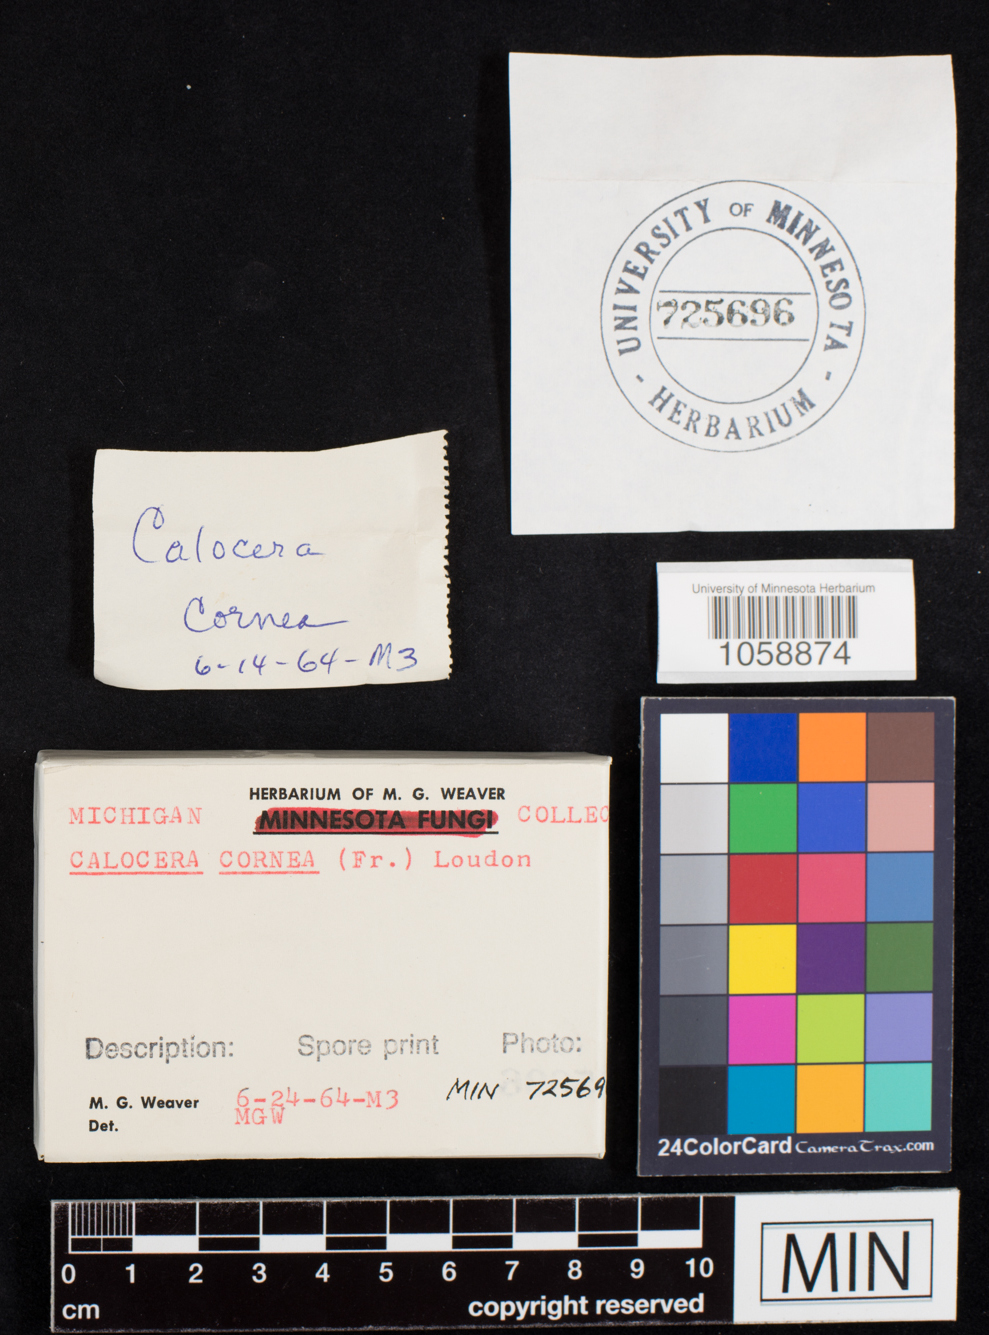 UNIVERSITY OF MINNESOTA
725696
- HERBARIUM -
Calocera
Cornea
6-14-64-M3
University of Minnesota Herbarium
1058874
HERBARIUM OF M. G. WEAVER
MICHIGAN MINNESOTA FUNGI COLLEC
CALOCERA CORNEA (Fr.) Loudon
Description: Spore print Photo:
M. G. Weaver 6-24-64-M3 MIN 72569
Det. MGW
24ColorCard CameraTrax.com
0 1 2 3 4 5 6 7 8 9 10
cm copyright reserved
MIN